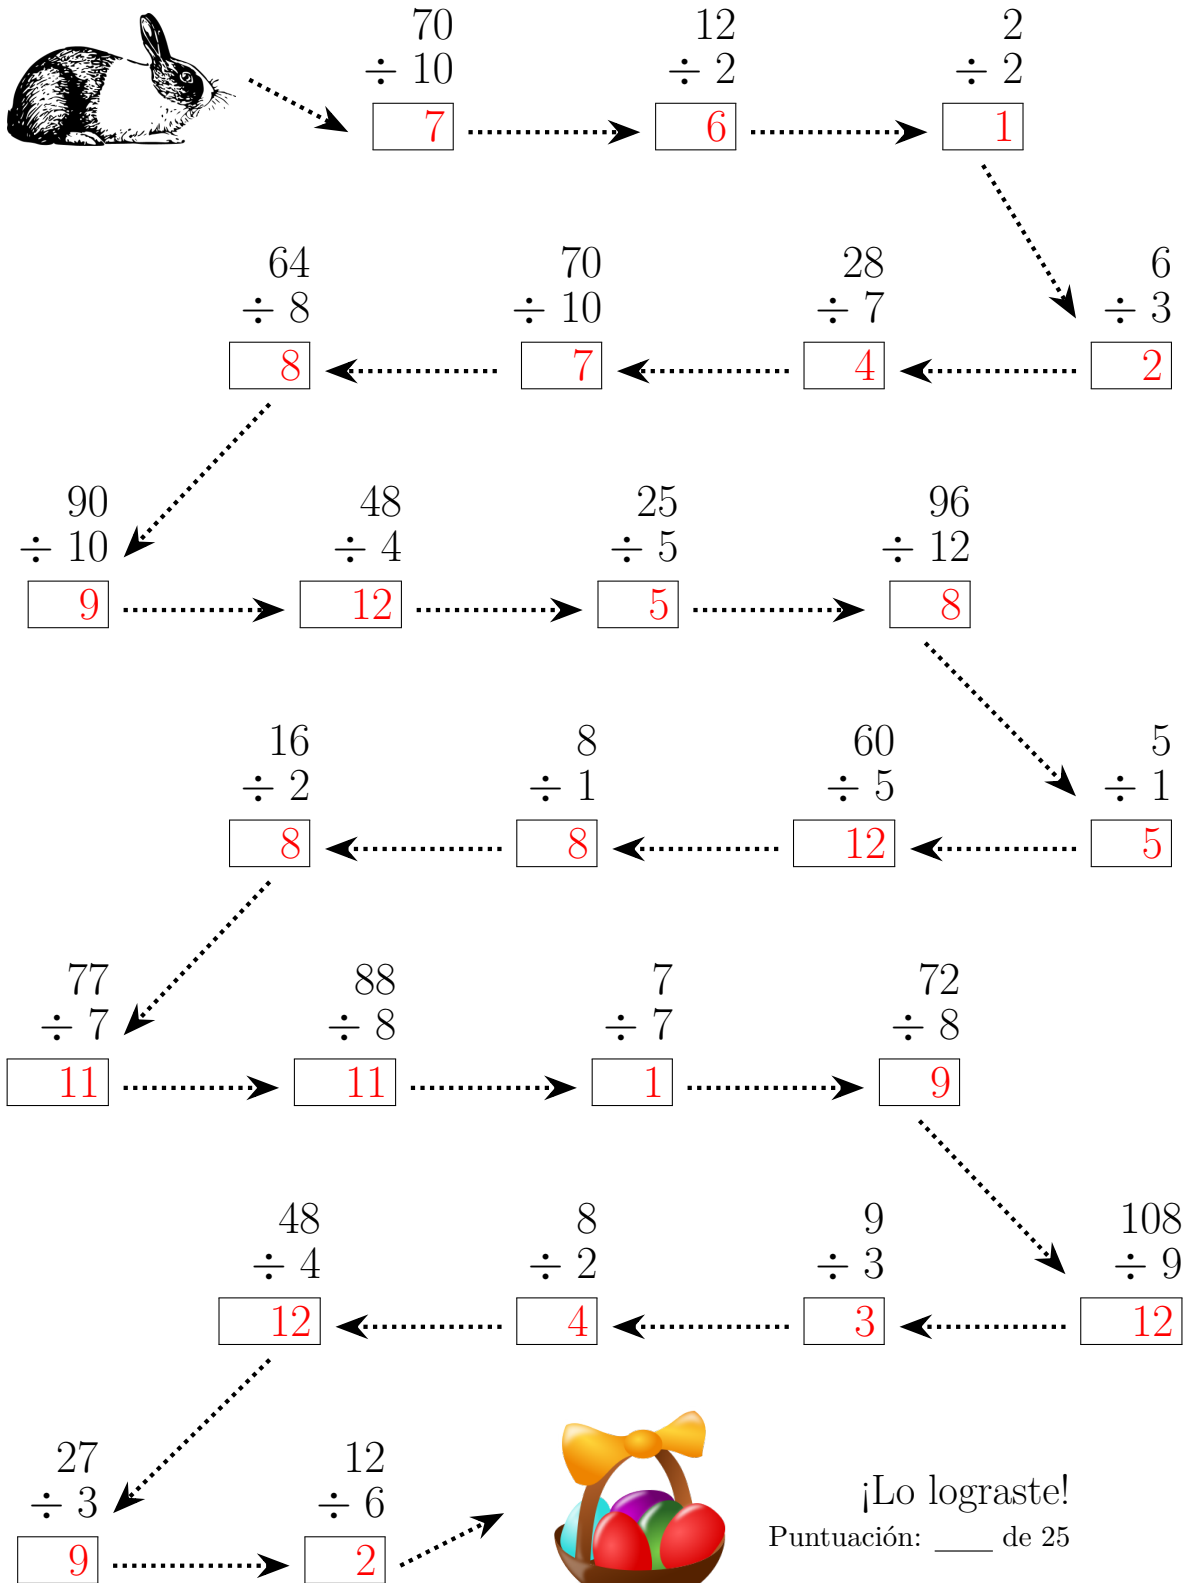 70 12 2
÷ 10 ÷ 2 ÷ 2
7 6 1
64 70 28 6
÷ 8 ÷ 10 ÷ 7 ÷ 3
8 7 4 2
90 48 25 96
÷ 10 ÷ 4 ÷ 5 ÷ 12
9 12 5 8
16 8 60 5
÷ 2 ÷ 1 ÷ 5 ÷ 1
8 8 12 5
77 88 7 72
÷ 7 ÷ 8 ÷ 7 ÷ 8
11 11 1 9
48 8 9 108
÷ 4 ÷ 2 ÷ 3 ÷ 9
12 4 3 12
27 12
÷ 3 ÷ 6
9 2
¡Lo lograste!
Puntuación: ____ de 25